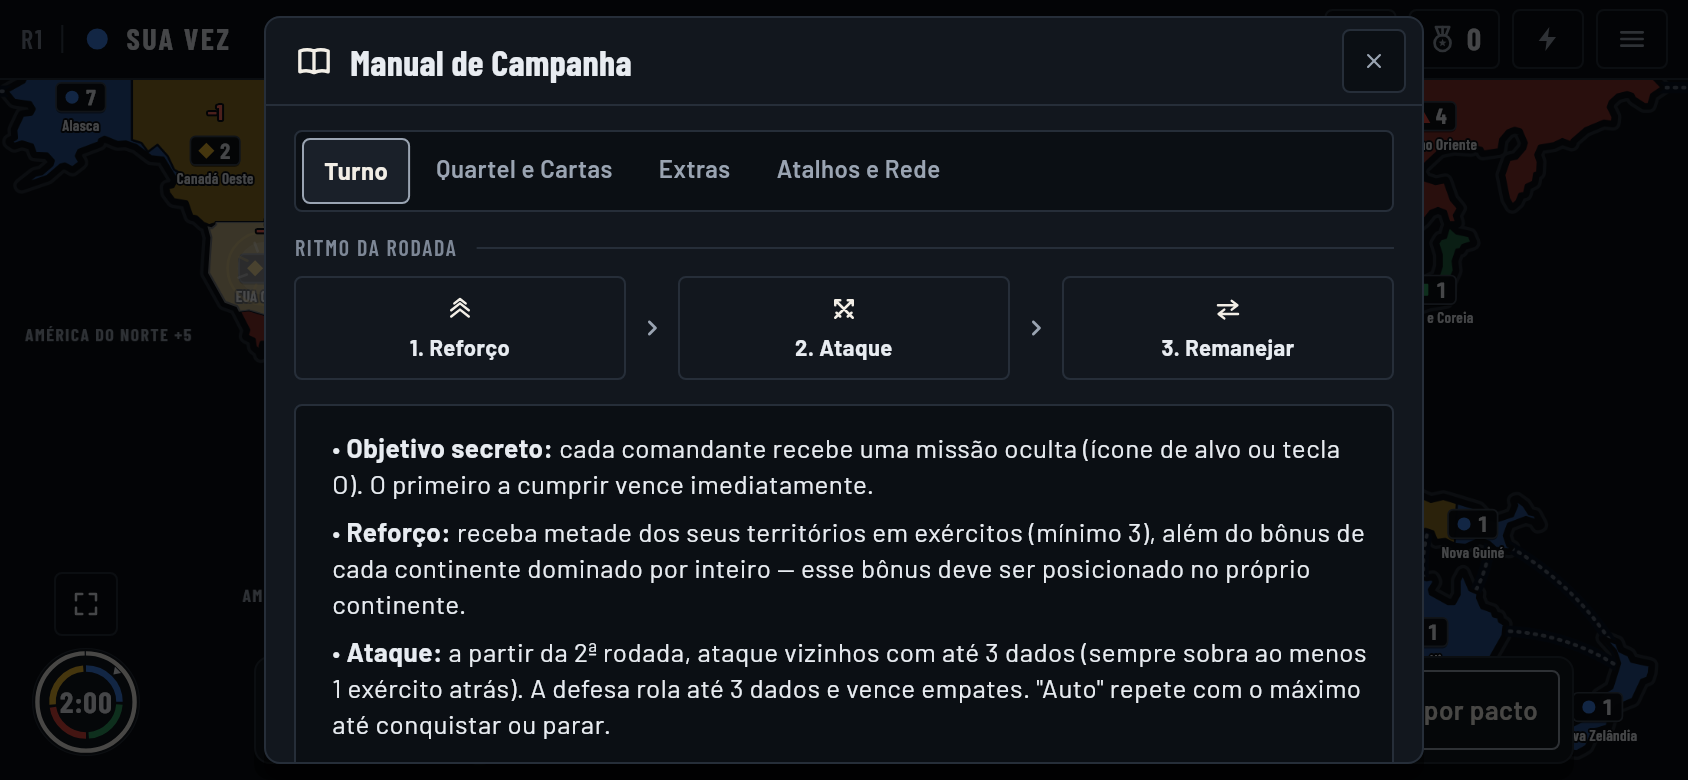 R1
SUA VEZ
Manual de Campanha
0
7
Alasca
-1
2
Canadá Oeste
EUA
AMÉRICA DO NORTE +5
Turno
Quartel e Cartas
Extras
Atalhos e Rede
RITMO DA RODADA
1. Reforço
2. Ataque
3. Remanejar
• Objetivo secreto: cada comandante recebe uma missão oculta (ícone de alvo ou tecla
O). O primeiro a cumprir vence imediatamente.
• Reforço: receba metade dos seus territórios em exércitos (mínimo 3), além do bônus de
cada continente dominado por inteiro — esse bônus deve ser posicionado no próprio
continente.
• Ataque: a partir da 2ª rodada, ataque vizinhos com até 3 dados (sempre sobra ao menos
1 exército atrás). A defesa rola até 3 dados e vence empates. "Auto" repete com o máximo
até conquistar ou parar.
4
Oriente
1
e Coreia
1
Nova Guiné
1
AM
2:00
por pacto
1
va Zelândia